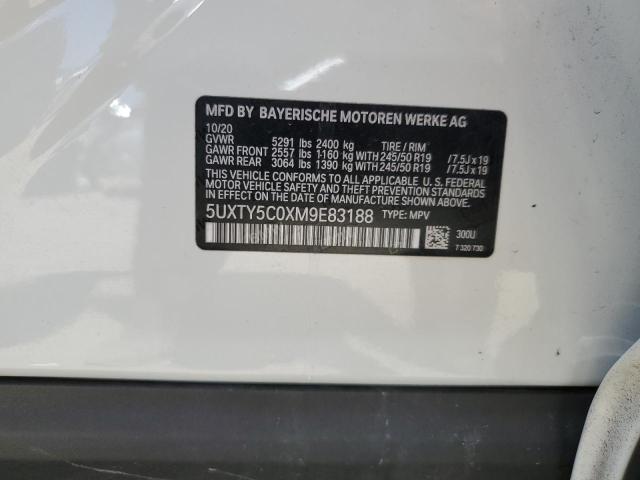 MFD BY BAYERISCHE MOTOREN WERKE AG
10/20
GVWR 5291 lbs 2400 kg TIRE / RIM
GAWR FRONT 2557 lbs 1160 kg WITH 245/50 R19 /7.5J x 19
GAWR REAR 3064 lbs 1390 kg WITH 245/50 R19 /7.5J x 19
THIS VEHICLE CONFORMS TO ALL APPLICABLE U. S. FEDERAL
MOTOR VEHICLE SAFETY STANDARDS IN EFFECT ON THE
DATE OF MANUFACTURE SHOWN ABOVE.
5UXTY5C0XM9E83188 TYPE: MPV
300U
7 320 730